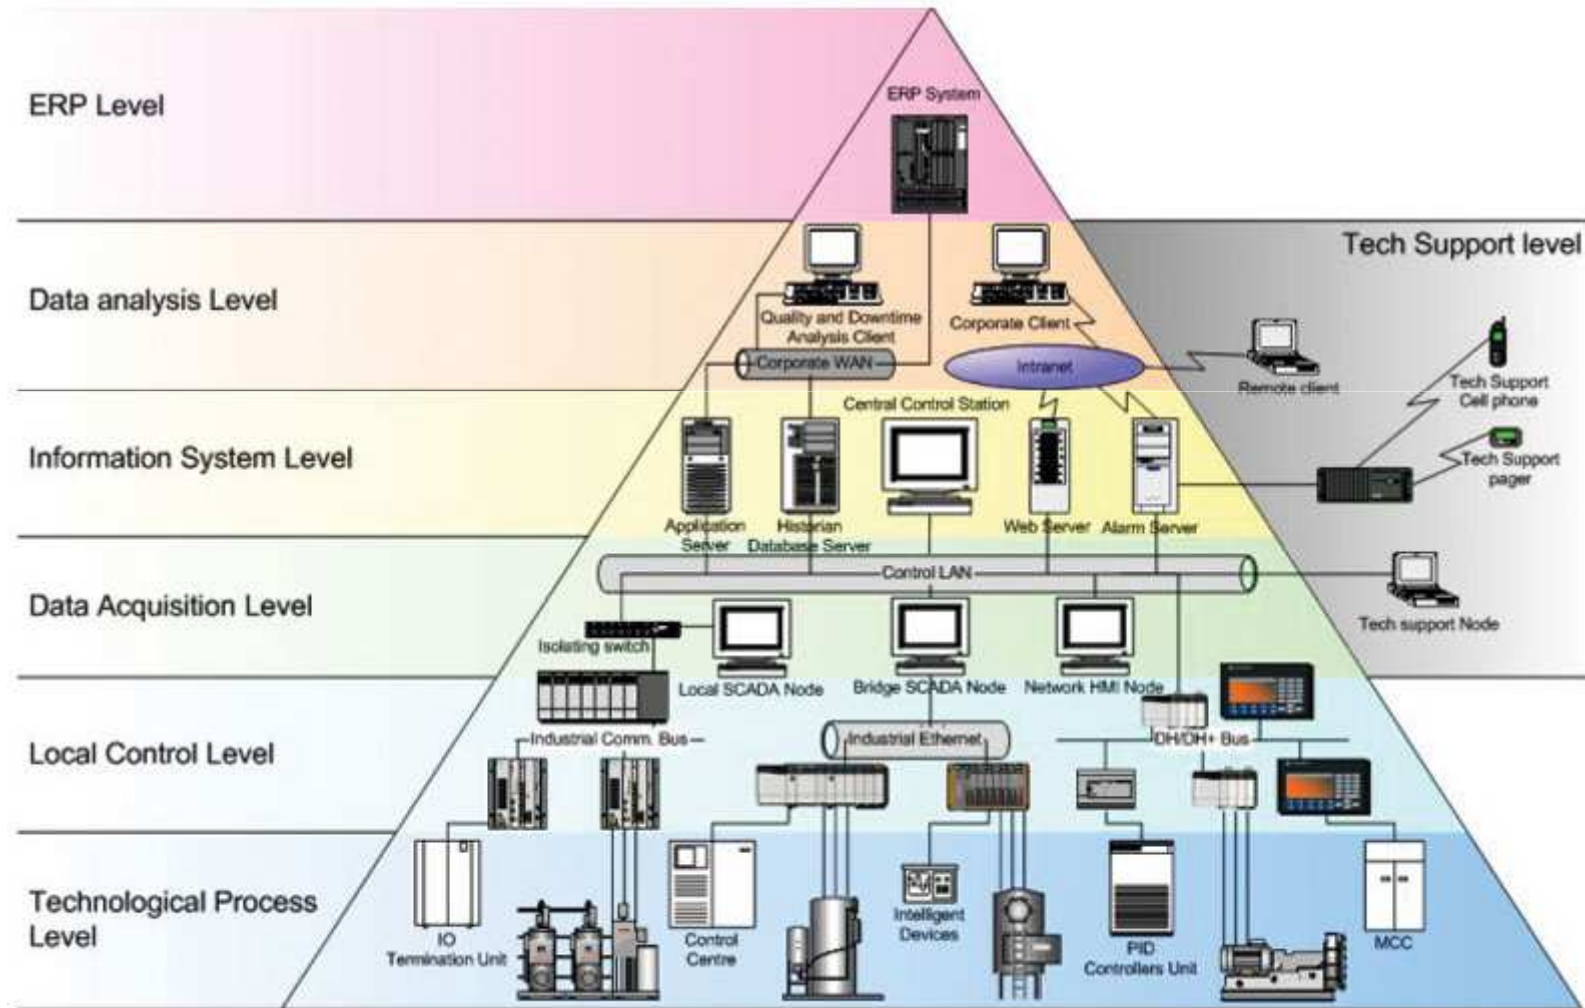 ERP Level
ERP System
Tech Support level
Data analysis Level
Quality and Downtime
Analysis Client
Corporate Client
Corporate WAN
Intranet
Remote client
Tech Support
Cell phone
Central Control Station
Information System Level
Tech Support
pager
Application
Server
Historian
Database Server
Web Server
Alarm Server
Control LAN
Data Acquisition Level
Tech support Node
Isolating switch
Local SCADA Node
Bridge SCADA Node
Network HMI Node
Local Control Level
Industrial Comm. Bus
Industrial Ethernet
DH/DH+ Bus
Technological Process
Level
IO
Termination Unit
Control
Centre
Intelligent
Devices
PID
Controllers Unit
MCC